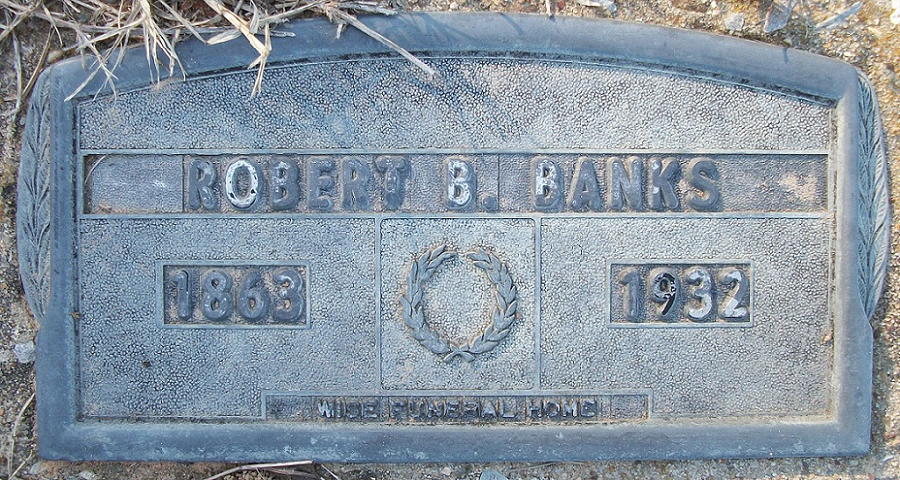 ROBERT B. BANKS
1863 1932
WISE FUNERAL HOME